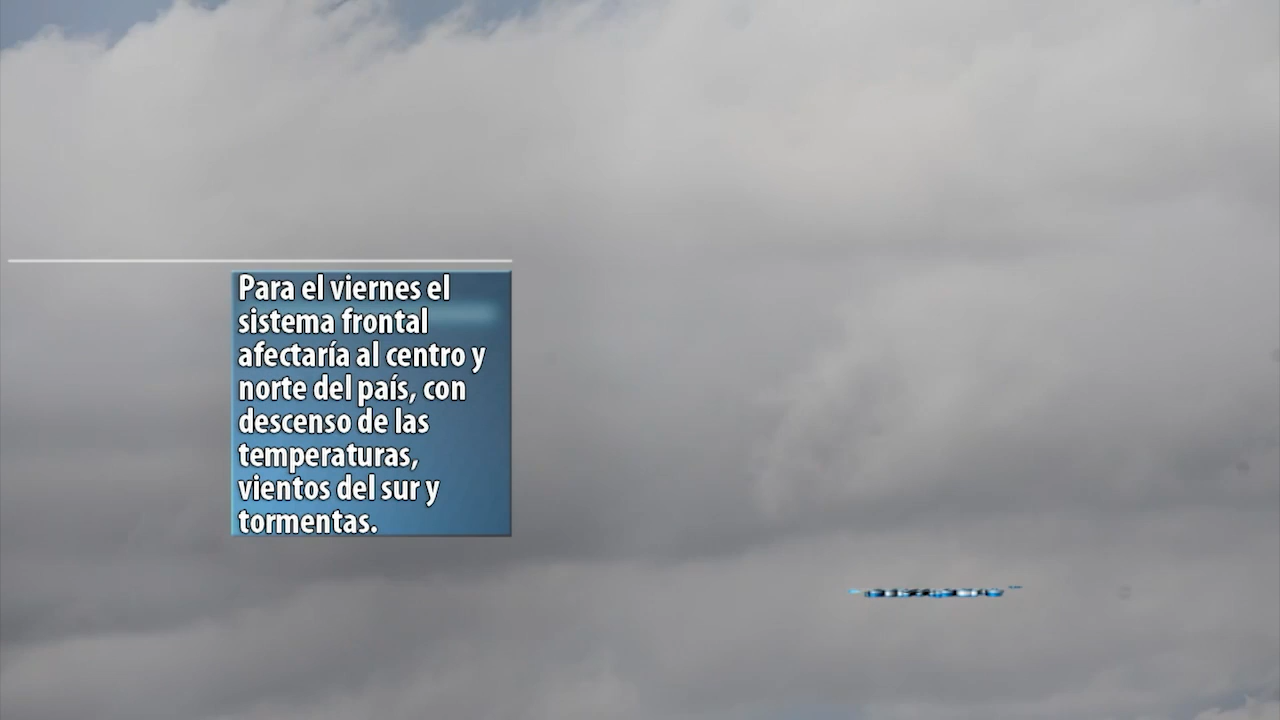 Para el viernes el
sistema frontal
afectaría al centro y
norte del país, con
descenso de las
temperaturas,
vientos del sur y
tormentas.